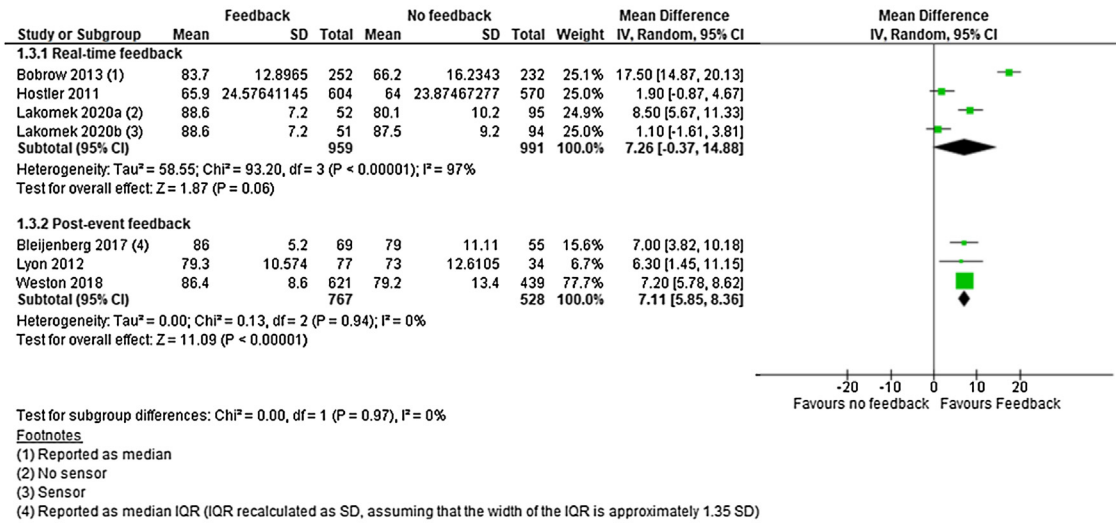 Feedback No feedback Mean Difference Mean Difference
Study or Subgroup Mean SD Total Mean SD Total Weight IV, Random, 95% CI IV, Random, 95% CI
1.3.1 Real-time feedback
Bobrow 2013 (1) 83.7 12.8965 252 66.2 16.2343 232 25.1% 17.50 [14.87, 20.13]
Hostler 2011 65.9 24.57641145 604 64 23.87467277 570 25.0% 1.90 [-0.87, 4.67]
Lakomek 2020a (2) 88.6 7.2 52 80.1 10.2 95 24.9% 8.50 [5.67, 11.33]
Lakomek 2020b (3) 88.6 7.2 51 87.5 9.2 94 25.0% 1.10 [-1.61, 3.81]
Subtotal (95% CI) 959 991 100.0% 7.26 [-0.37, 14.88]
Heterogeneity: Tau² = 58.55; Chi² = 93.20, df = 3 (P < 0.00001); I² = 97%
Test for overall effect: Z = 1.87 (P = 0.06)
1.3.2 Post-event feedback
Bleijenberg 2017 (4) 86 5.2 69 79 11.11 55 15.6% 7.00 [3.82, 10.18]
Lyon 2012 79.3 10.574 77 73 12.6105 34 6.7% 6.30 [1.45, 11.15]
Weston 2018 86.4 8.6 621 79.2 13.4 439 77.7% 7.20 [5.78, 8.62]
Subtotal (95% CI) 767 528 100.0% 7.11 [5.85, 8.36]
Heterogeneity: Tau² = 0.00; Chi² = 0.13, df = 2 (P = 0.94); I² = 0%
Test for overall effect: Z = 11.09 (P < 0.00001)
-20 -10 0 10 20
Favours no feedback Favours Feedback
Test for subgroup differences: Chi² = 0.00, df = 1 (P = 0.97), I² = 0%
Footnotes
(1) Reported as median
(2) No sensor
(3) Sensor
(4) Reported as median IQR (IQR recalculated as SD, assuming that the width of the IQR is approximately 1.35 SD)